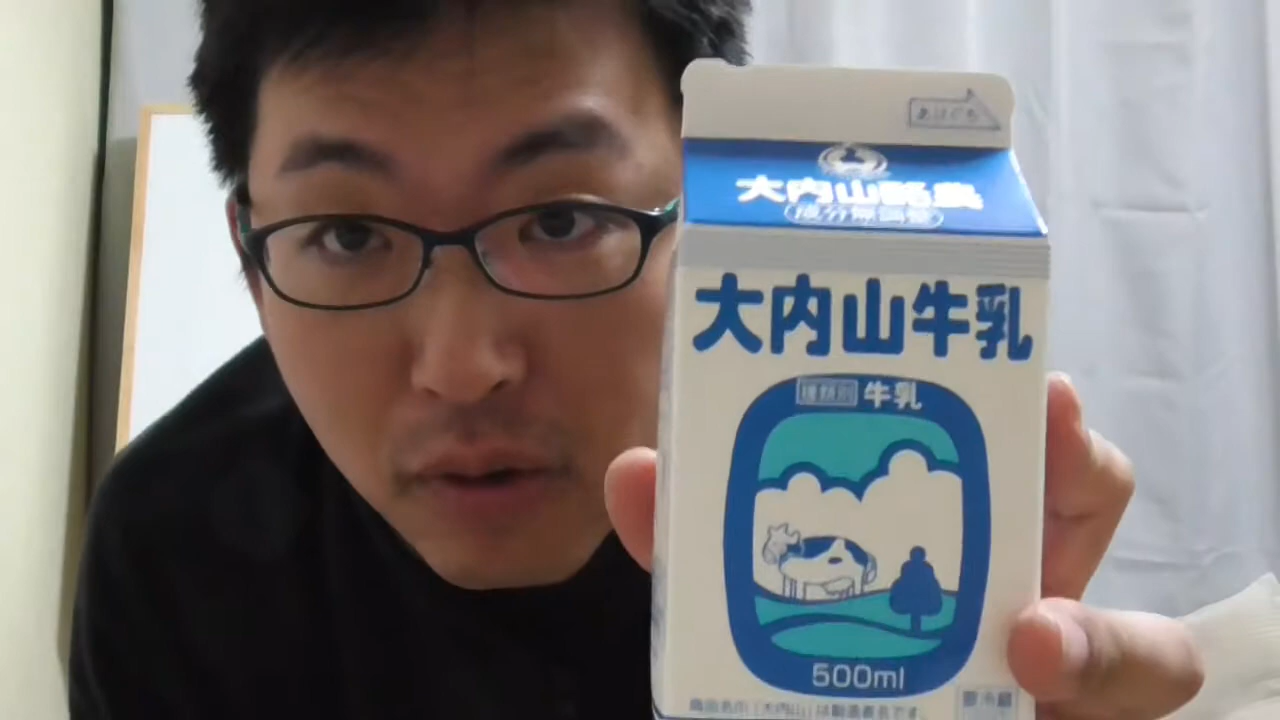 あけぐち
大内山酪農
成分無調整
大内山牛乳
種類別 牛乳
500ml
要冷蔵